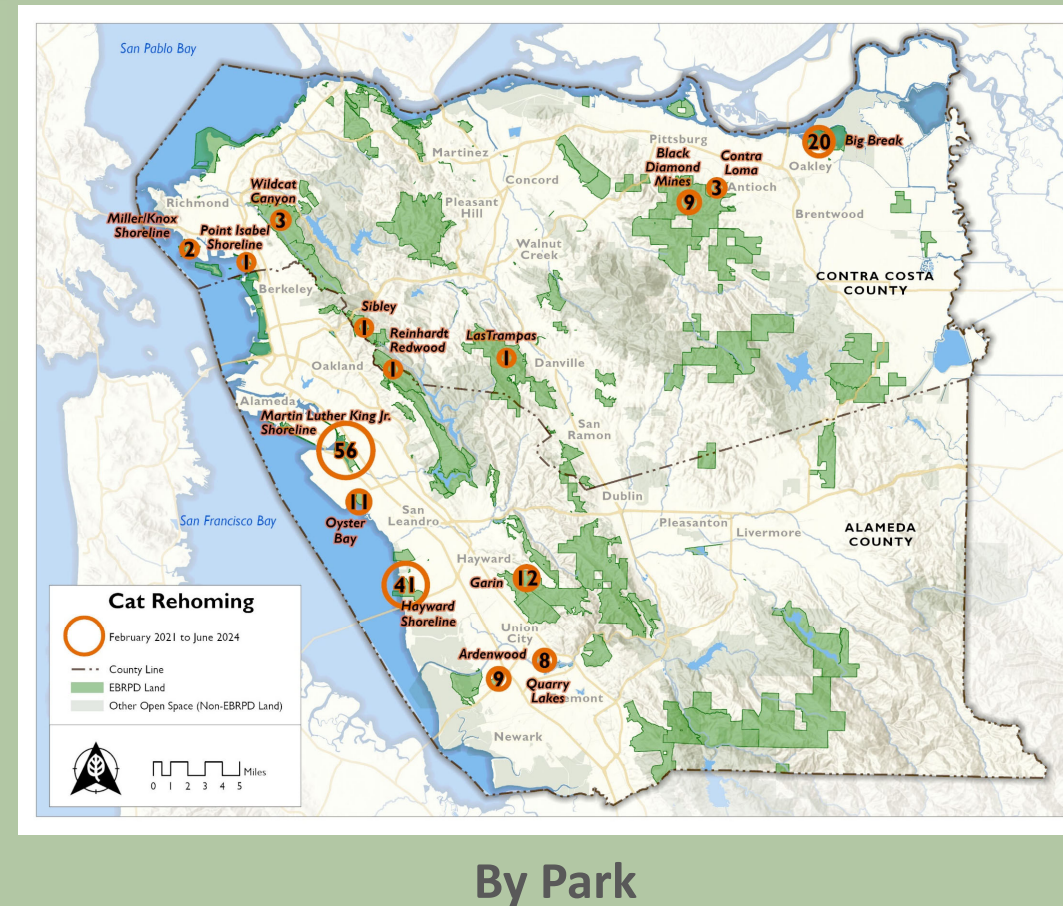 San Pablo Bay
Martinez
Pittsburg
Black
Diamond
Mines
9
Contra
Loma
3
Antioch
20
Big Break
Oakley
Brentwood
Concord
Pleasant
Hill
Walnut
Creek
Wildcat
Canyon
3
Richmond
Miller/Knox
Shoreline
2
Point Isabel
Shoreline
1
Berkeley
CONTRA COSTA
COUNTY
Sibley
1
Reinhardt
Redwood
1
LasTrampas
1
Danville
Oakland
Alameda
Martin Luther King Jr.
Shoreline
56
San
Ramon
Dublin
11
Oyster
Bay
San
Leandro
San Francisco Bay
Pleasanton
Livermore
ALAMEDA
COUNTY
Hayward
Garin
12
41
Hayward
Shoreline
Union
City
Ardenwood
9
8
Quarry
Lakes
emont
Newark
Cat Rehoming
February 2021 to June 2024
County Line
EBRPD Land
Other Open Space (Non-EBRPD Land)
Miles
0 1 2 3 4 5
By Park